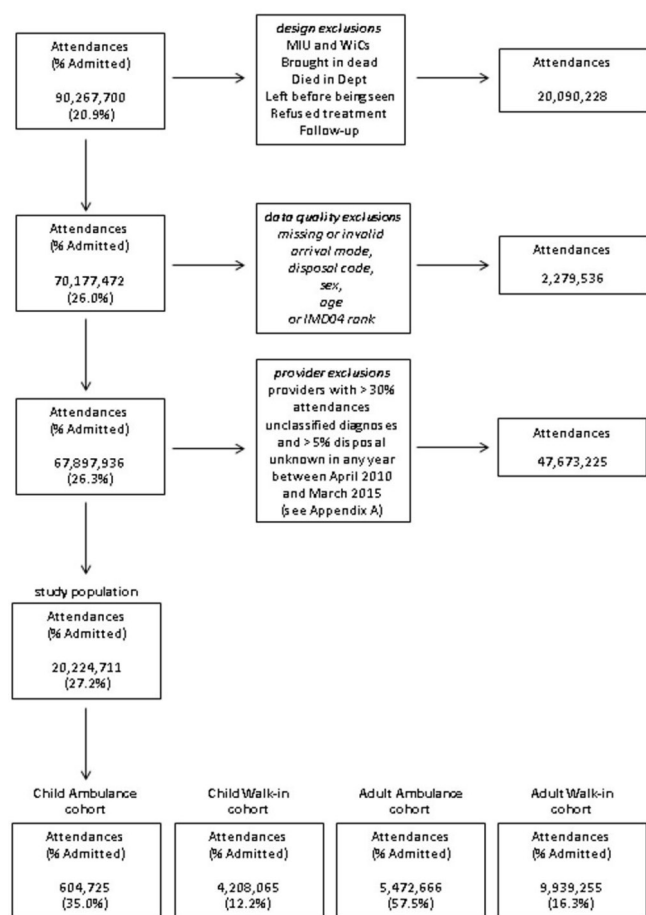 Attendances
(% Admitted)
90,267,700
(20.9%)
design exclusions
MIU and WiCs
Brought in dead
Died in Dept
Left before being seen
Refused treatment
Follow-up
Attendances
20,090,228
Attendances
(% Admitted)
70,177,472
(26.0%)
data quality exclusions
missing or invalid
arrival mode,
disposal code,
sex,
age
or IMD04 rank
Attendances
2,279,536
Attendances
(% Admitted)
67,897,936
(26.3%)
provider exclusions
providers with > 30%
attendances
unclassified diagnoses
and > 5% disposal
unknown in any year
between April 2010
and March 2015
(see Appendix A)
Attendances
47,673,225
study population
Attendances
(% Admitted)
20,224,711
(27.2%)
Child Ambulance
cohort
Attendances
(% Admitted)
604,725
(35.0%)
Child Walk-in
cohort
Attendances
(% Admitted)
4,208,065
(12.2%)
Adult Ambulance
cohort
Attendances
(% Admitted)
5,472,666
(57.5%)
Adult Walk-in
cohort
Attendances
(% Admitted)
9,939,255
(16.3%)